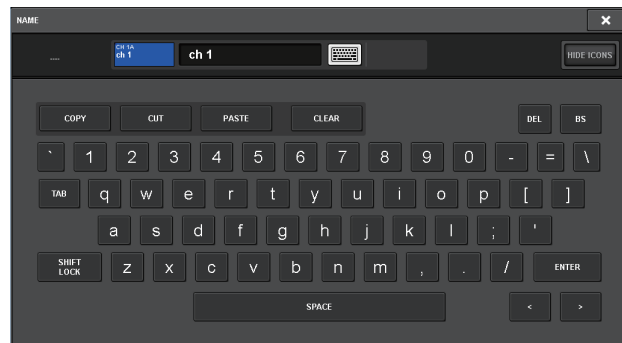 NAME
----
CH 1A
ch 1
ch 1
HIDE ICONS
COPY CUT PASTE CLEAR DEL BS
` 1 2 3 4 5 6 7 8 9 0 - = \
TAB q w e r t y u i o p [ ]
a s d f g h j k l ; '
SHIFT LOCK z x c v b n m , . / ENTER
SPACE < >